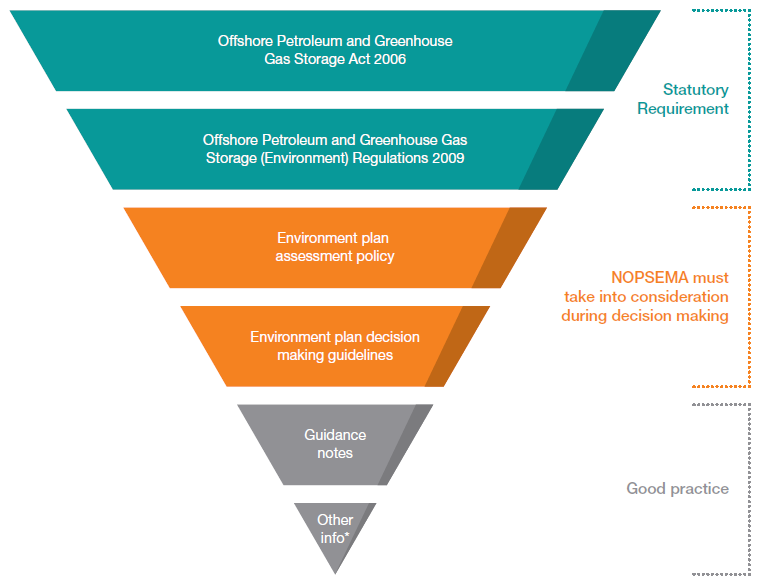 Offshore Petroleum and Greenhouse
Gas Storage Act 2006
Statutory
Requirement
Offshore Petroleum and Greenhouse Gas
Storage (Environment) Regulations 2009
Environment plan
assessment policy
NOPSEMA must
take into consideration
during decision making
Environment plan decision
making guidelines
Guidance
notes
Good practice
Other
info*